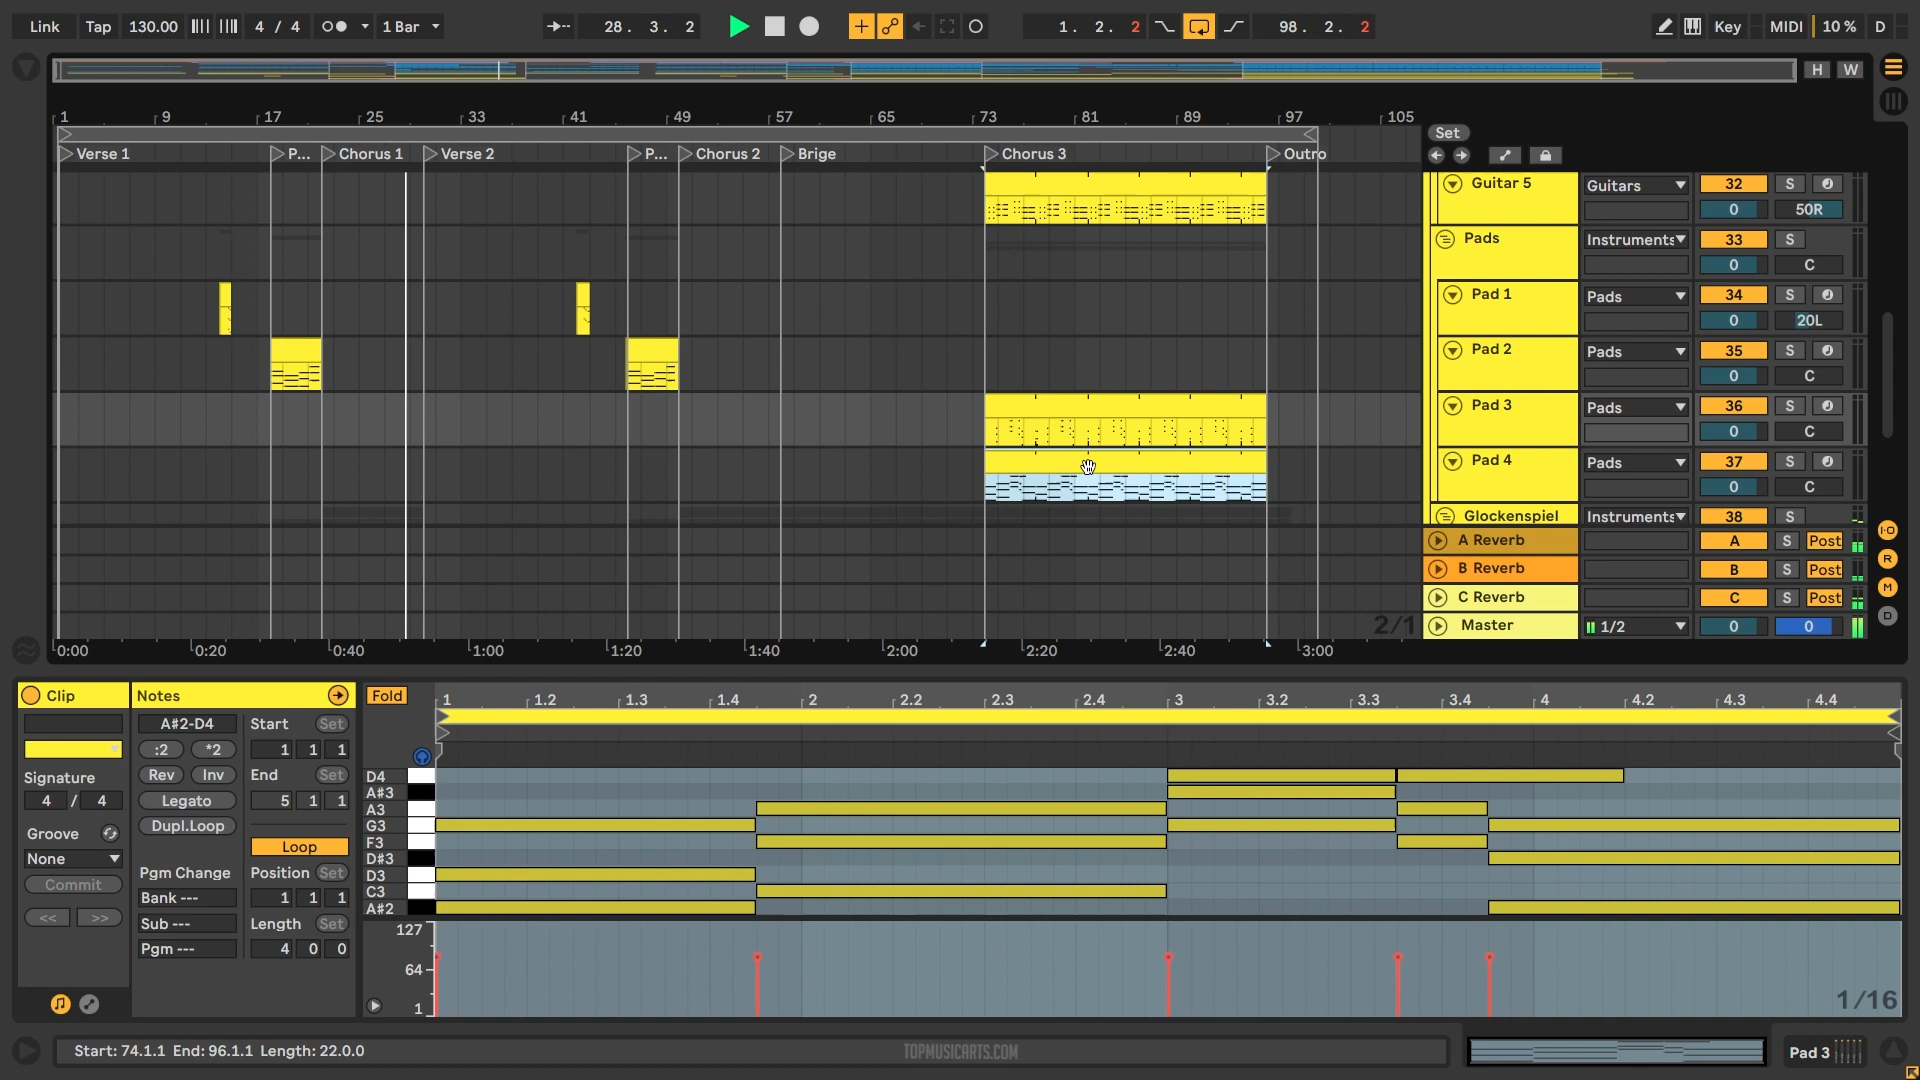 Link Tap 130.00 4 / 4 1 Bar 28. 3. 2 1. 2. 2 98. 2. 2 Key MIDI 10 % D
H W
1 9 17 25 33 41 49 57 65 73 81 89 97 105
Set
Verse 1 P... Chorus 1 Verse 2 P... Chorus 2 Brige Chorus 3 Outro
Guitar 5 Guitars 32 S
0 50R
Pads Instruments 33 S
0 C
Pad 1 Pads 34 S
0 20L
Pad 2 Pads 35 S
0 C
Pad 3 Pads 36 S
0 C
Pad 4 Pads 37 S
0 C
Glockenspiel Instruments 38 S
A Reverb A S Post
B Reverb B S Post
C Reverb C S Post
2/1 Master 1/2 0 0
I·O
R
M
D
0:00 0:20 0:40 1:00 1:20 1:40 2:00 2:20 2:40 3:00
Clip Notes Fold 1 1.2 1.3 1.4 2 2.2 2.3 2.4 3 3.2 3.3 3.4 4 4.2 4.3 4.4
A#2-D4 Start Set
:2 *2 1 1 1
Signature Rev Inv End Set
4 / 4 Legato 5 1 1
Groove Dupl.Loop Loop
None
Commit Pgm Change Position Set
Bank --- 1 1 1
<< >> Sub --- Length Set
Pgm --- 4 0 0
D4
A#3
A3
G3
F3
D#3
D3
C3
A#2
127
64
1
1/16
Start: 74.1.1 End: 96.1.1 Length: 22.0.0 TOPMUSICARTS.COM Pad 3